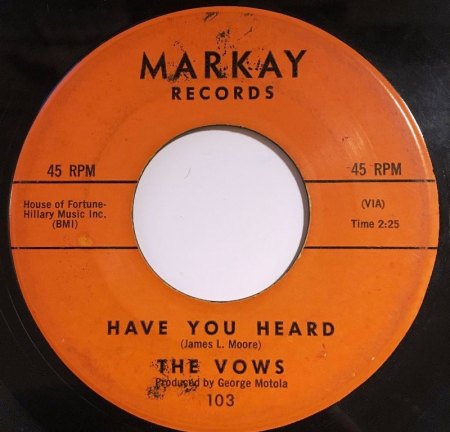 MARKAY
RECORDS
45 RPM
45 RPM
House of Fortune-
Hillary Music Inc.
(BMI)
(VIA)
Time 2:25
HAVE YOU HEARD
(James L. Moore)
THE VOWS
Produced by George Motola
103